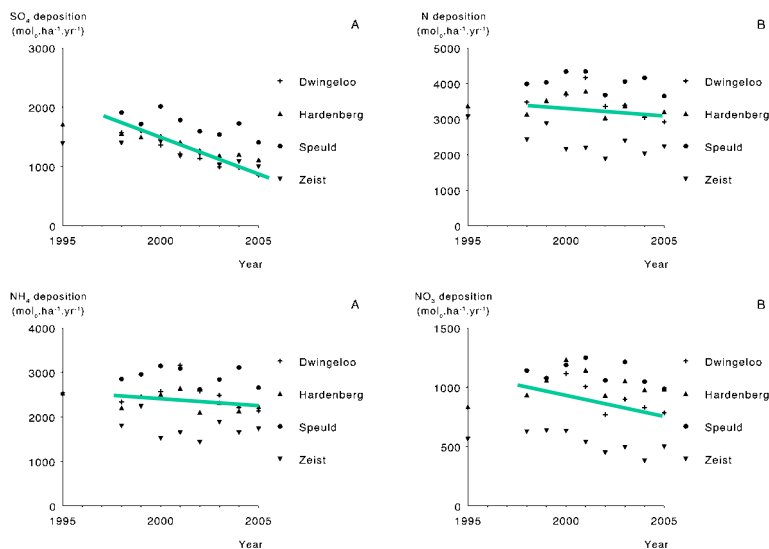 SO₄ deposition
(molc.ha⁻¹.yr⁻¹)
A
3000
2000
1000
0
1995
2000
2005
Year
Dwingeloo
Hardenberg
Speuld
Zeist
N deposition
(molc.ha⁻¹.yr⁻¹)
B
5000
4000
3000
2000
1000
0
1995
2000
2005
Year
Dwingeloo
Hardenberg
Speuld
Zeist
NH₄ deposition
(molc.ha⁻¹.yr⁻¹)
A
4000
3000
2000
1000
0
1995
2000
2005
Year
Dwingeloo
Hardenberg
Speuld
Zeist
NO₃ deposition
(molc.ha⁻¹.yr⁻¹)
B
1500
1000
500
0
1995
2000
2005
Year
Dwingeloo
Hardenberg
Speuld
Zeist